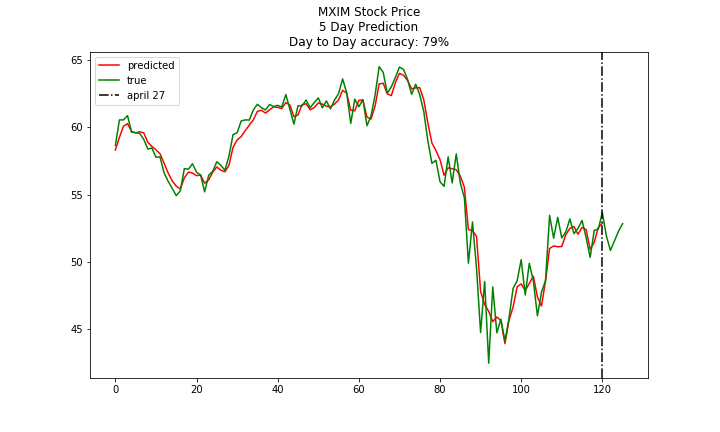 MXIM Stock Price
5 Day Prediction
Day to Day accuracy: 79%
predicted
true
april 27
65
60
55
50
45
0
20
40
60
80
100
120